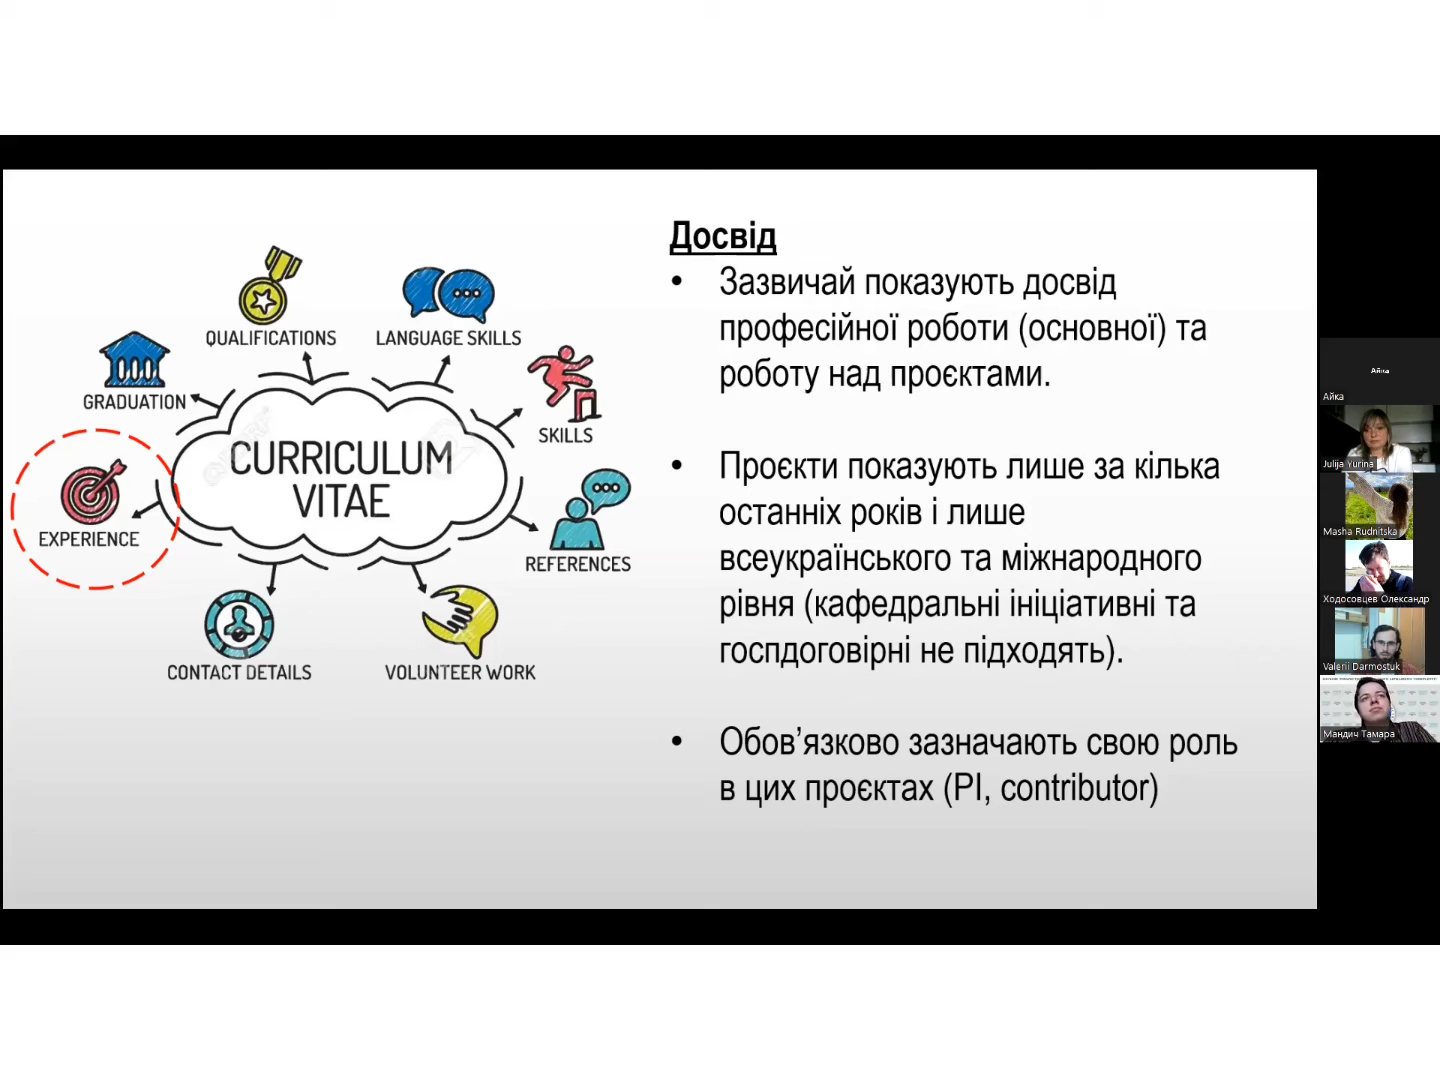 QUALIFICATIONS
LANGUAGE SKILLS
GRADUATION
SKILLS
CURRICULUM
VITAE
EXPERIENCE
REFERENCES
CONTACT DETAILS
VOLUNTEER WORK
Досвід
• Зазвичай показують досвід
професійної роботи (основної) та
роботу над проєктами.
• Проєкти показують лише за кілька
останніх років і лише
всеукраїнського та міжнародного
рівня (кафедральні ініціативні та
госпдоговірні не підходять).
• Обов’язково зазначають свою роль
в цих проєктах (PI, contributor)
Айка
Айка
Julija Yurina
Masha Rudnitska
Ходосовцев Олександр
Valerii Darmostuk
Мандич Тамара